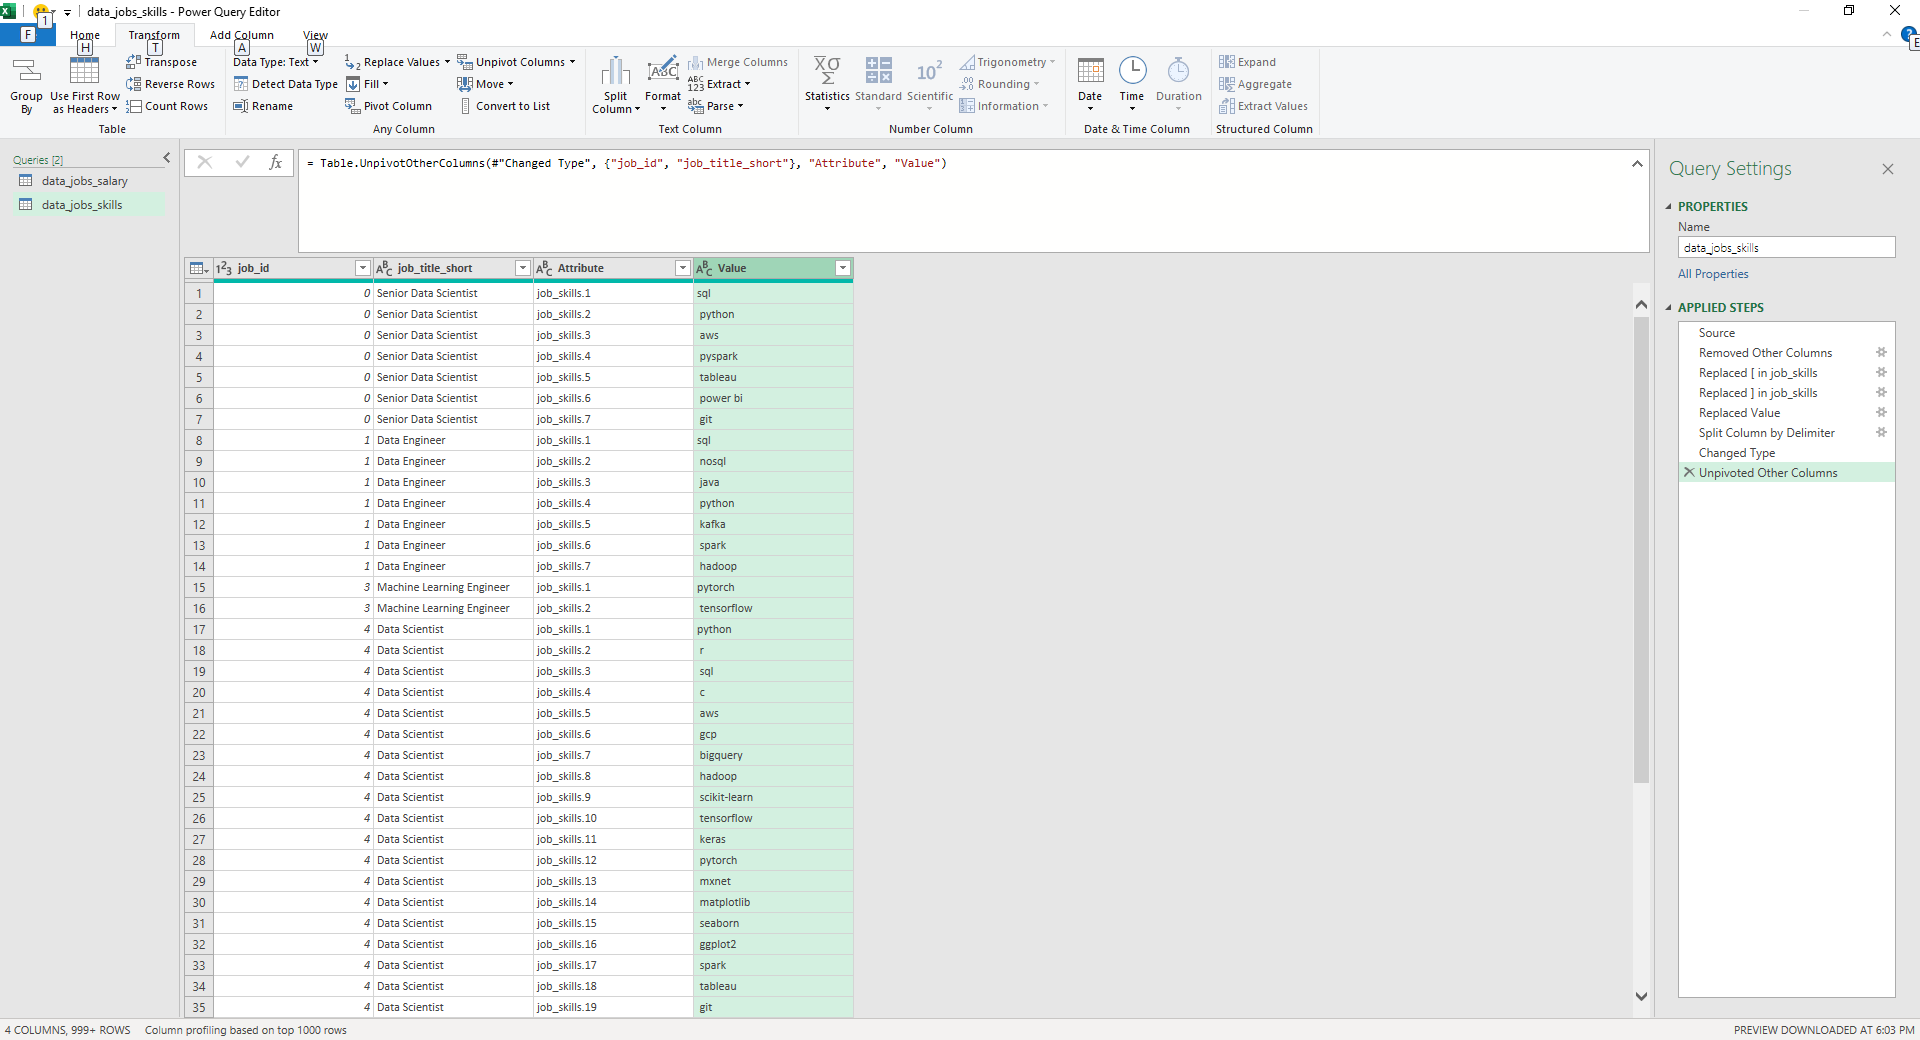 data_jobs_skills - Power Query Editor
1
F
Home
Transform
Add Column
View
H
T
A
W
E
Group By
Use First Row as Headers
Transpose
Reverse Rows
Count Rows
Table
Data Type: Text
Detect Data Type
Rename
Replace Values
Fill
Pivot Column
Unpivot Columns
Move
Convert to List
Any Column
Split Column
Format
Merge Columns
Extract
Parse
Text Column
Statistics
Standard
Scientific
Trigonometry
Rounding
Information
Number Column
Date
Time
Duration
Date & Time Column
Expand
Aggregate
Extract Values
Structured Column
Queries [2]
data_jobs_salary
data_jobs_skills
fx
= Table.UnpivotOtherColumns(#"Changed Type", {"job_id", "job_title_short"}, "Attribute", "Value")
123 job_id ABC job_title_short ABC Attribute ABC Value
1 0 Senior Data Scientist job_skills.1 sql
2 0 Senior Data Scientist job_skills.2 python
3 0 Senior Data Scientist job_skills.3 aws
4 0 Senior Data Scientist job_skills.4 pyspark
5 0 Senior Data Scientist job_skills.5 tableau
6 0 Senior Data Scientist job_skills.6 power bi
7 0 Senior Data Scientist job_skills.7 git
8 1 Data Engineer job_skills.1 sql
9 1 Data Engineer job_skills.2 nosql
10 1 Data Engineer job_skills.3 java
11 1 Data Engineer job_skills.4 python
12 1 Data Engineer job_skills.5 kafka
13 1 Data Engineer job_skills.6 spark
14 1 Data Engineer job_skills.7 hadoop
15 3 Machine Learning Engineer job_skills.1 pytorch
16 3 Machine Learning Engineer job_skills.2 tensorflow
17 4 Data Scientist job_skills.1 python
18 4 Data Scientist job_skills.2 r
19 4 Data Scientist job_skills.3 sql
20 4 Data Scientist job_skills.4 c
21 4 Data Scientist job_skills.5 aws
22 4 Data Scientist job_skills.6 gcp
23 4 Data Scientist job_skills.7 bigquery
24 4 Data Scientist job_skills.8 hadoop
25 4 Data Scientist job_skills.9 scikit-learn
26 4 Data Scientist job_skills.10 tensorflow
27 4 Data Scientist job_skills.11 keras
28 4 Data Scientist job_skills.12 pytorch
29 4 Data Scientist job_skills.13 mxnet
30 4 Data Scientist job_skills.14 matplotlib
31 4 Data Scientist job_skills.15 seaborn
32 4 Data Scientist job_skills.16 ggplot2
33 4 Data Scientist job_skills.17 spark
34 4 Data Scientist job_skills.18 tableau
35 4 Data Scientist job_skills.19 git
Query Settings
PROPERTIES
Name
data_jobs_skills
All Properties
APPLIED STEPS
Source
Removed Other Columns
Replaced [ in job_skills
Replaced ] in job_skills
Replaced Value
Split Column by Delimiter
Changed Type
Unpivoted Other Columns
4 COLUMNS, 999+ ROWS
Column profiling based on top 1000 rows
PREVIEW DOWNLOADED AT 6:03 PM